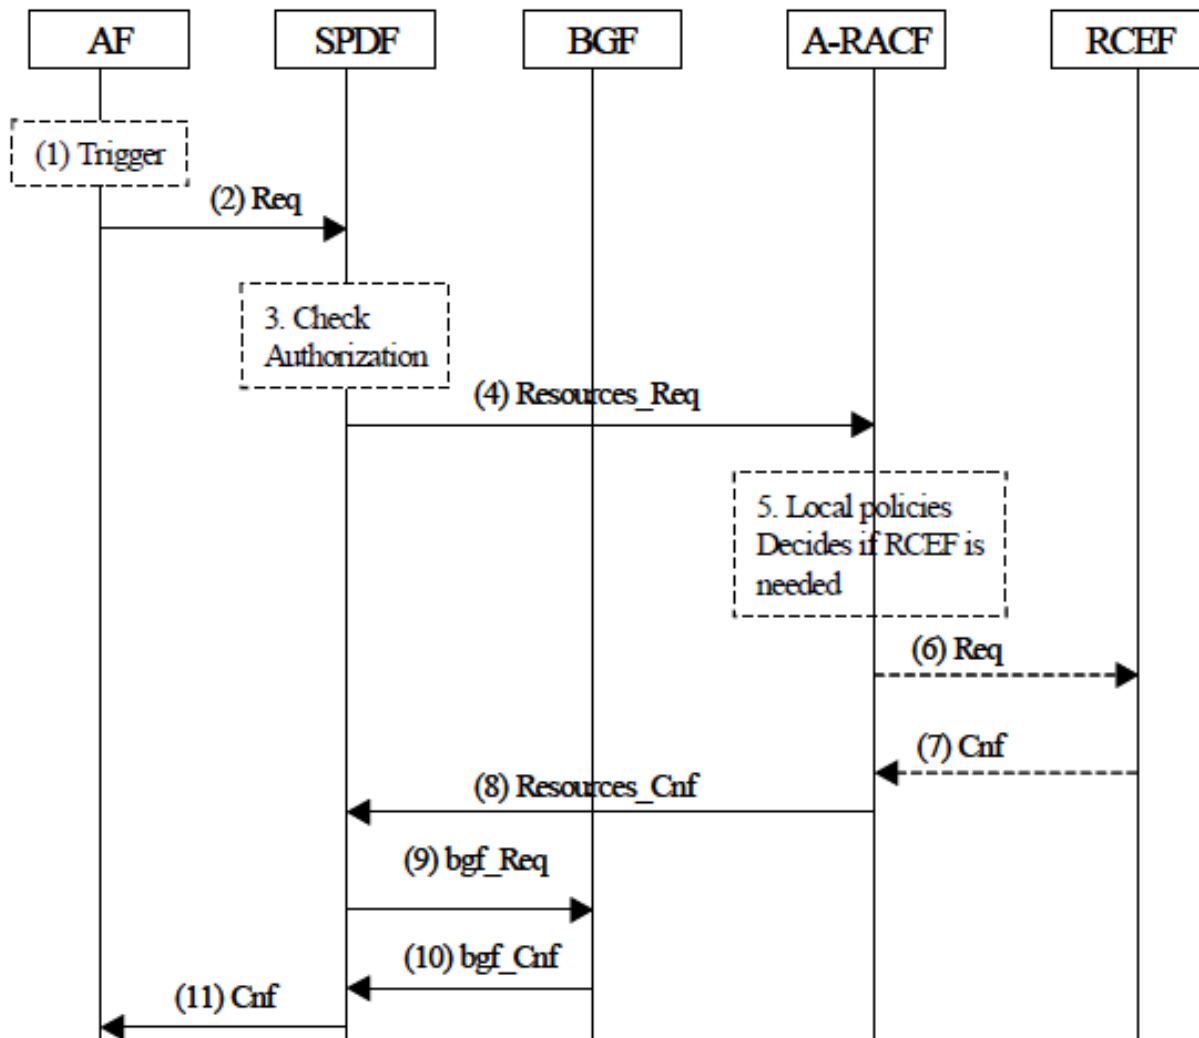 AF
SPDF
BGF
A-RACF
RCEF
(1) Trigger
(2) Req
3. Check
Authorization
(4) Resources_Req
5. Local policies
Decides if RCEF is
needed
(6) Req
(7) Cnf
(8) Resources_Cnf
(9) bgf_Req
(10) bgf_Cnf
(11) Cnf